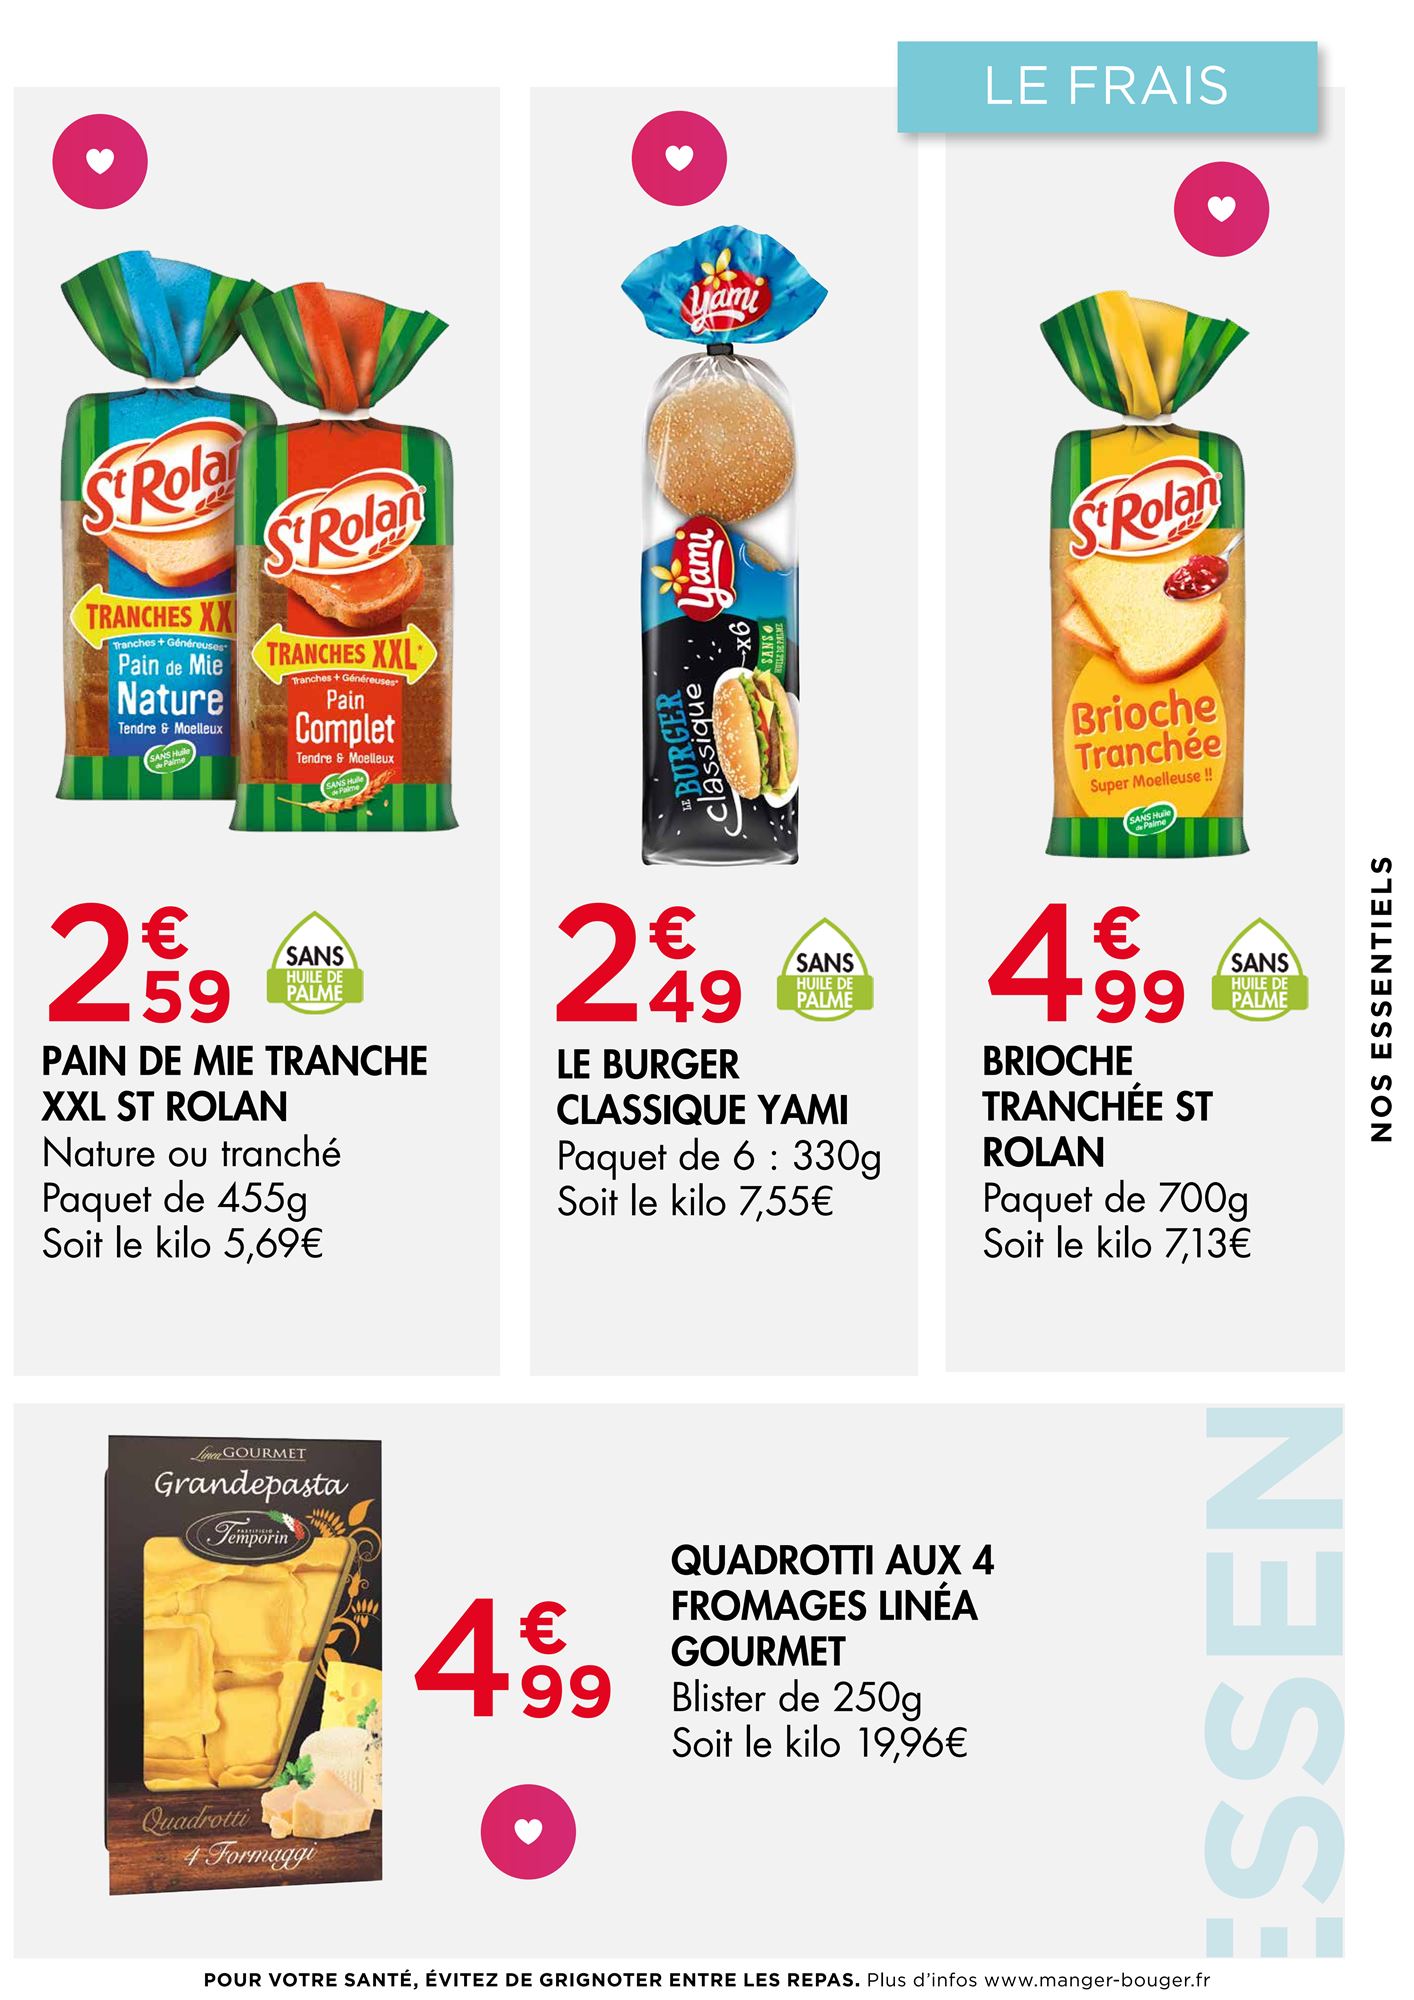 LE FRAIS
St Rolan
TRANCHES XXL
Tranches + Généreuses*
Pain de Mie
Nature
Tendre & Moelleux
SANS Huile
de Palme
St Rolan
TRANCHES XXL*
Tranches + Généreuses*
Pain
Complet
Tendre & Moelleux
SANS Huile
de Palme
Yami
Yami
x6
SANS
HUILE DE PALME
LE BURGER
classique
St Rolan
Brioche
Tranchée
Super Moelleuse !!
SANS Huile
de Palme
2€59
SANS
HUILE DE
PALME
PAIN DE MIE TRANCHE
XXL ST ROLAN
Nature ou tranché
Paquet de 455g
Soit le kilo 5,69€
2€49
SANS
HUILE DE
PALME
LE BURGER
CLASSIQUE YAMI
Paquet de 6 : 330g
Soit le kilo 7,55€
4€99
SANS
HUILE DE
PALME
BRIOCHE
TRANCHÉE ST
ROLAN
Paquet de 700g
Soit le kilo 7,13€
NOS ESSENTIELS
Linea GOURMET
Grandepasta
PASTIFICIO
Temporin
Quadrotti
4 Formaggi
4€99
QUADROTTI AUX 4
FROMAGES LINÉA
GOURMET
Blister de 250g
Soit le kilo 19,96€
ESSEN
POUR VOTRE SANTÉ, ÉVITEZ DE GRIGNOTER ENTRE LES REPAS. Plus d'infos www.manger-bouger.fr